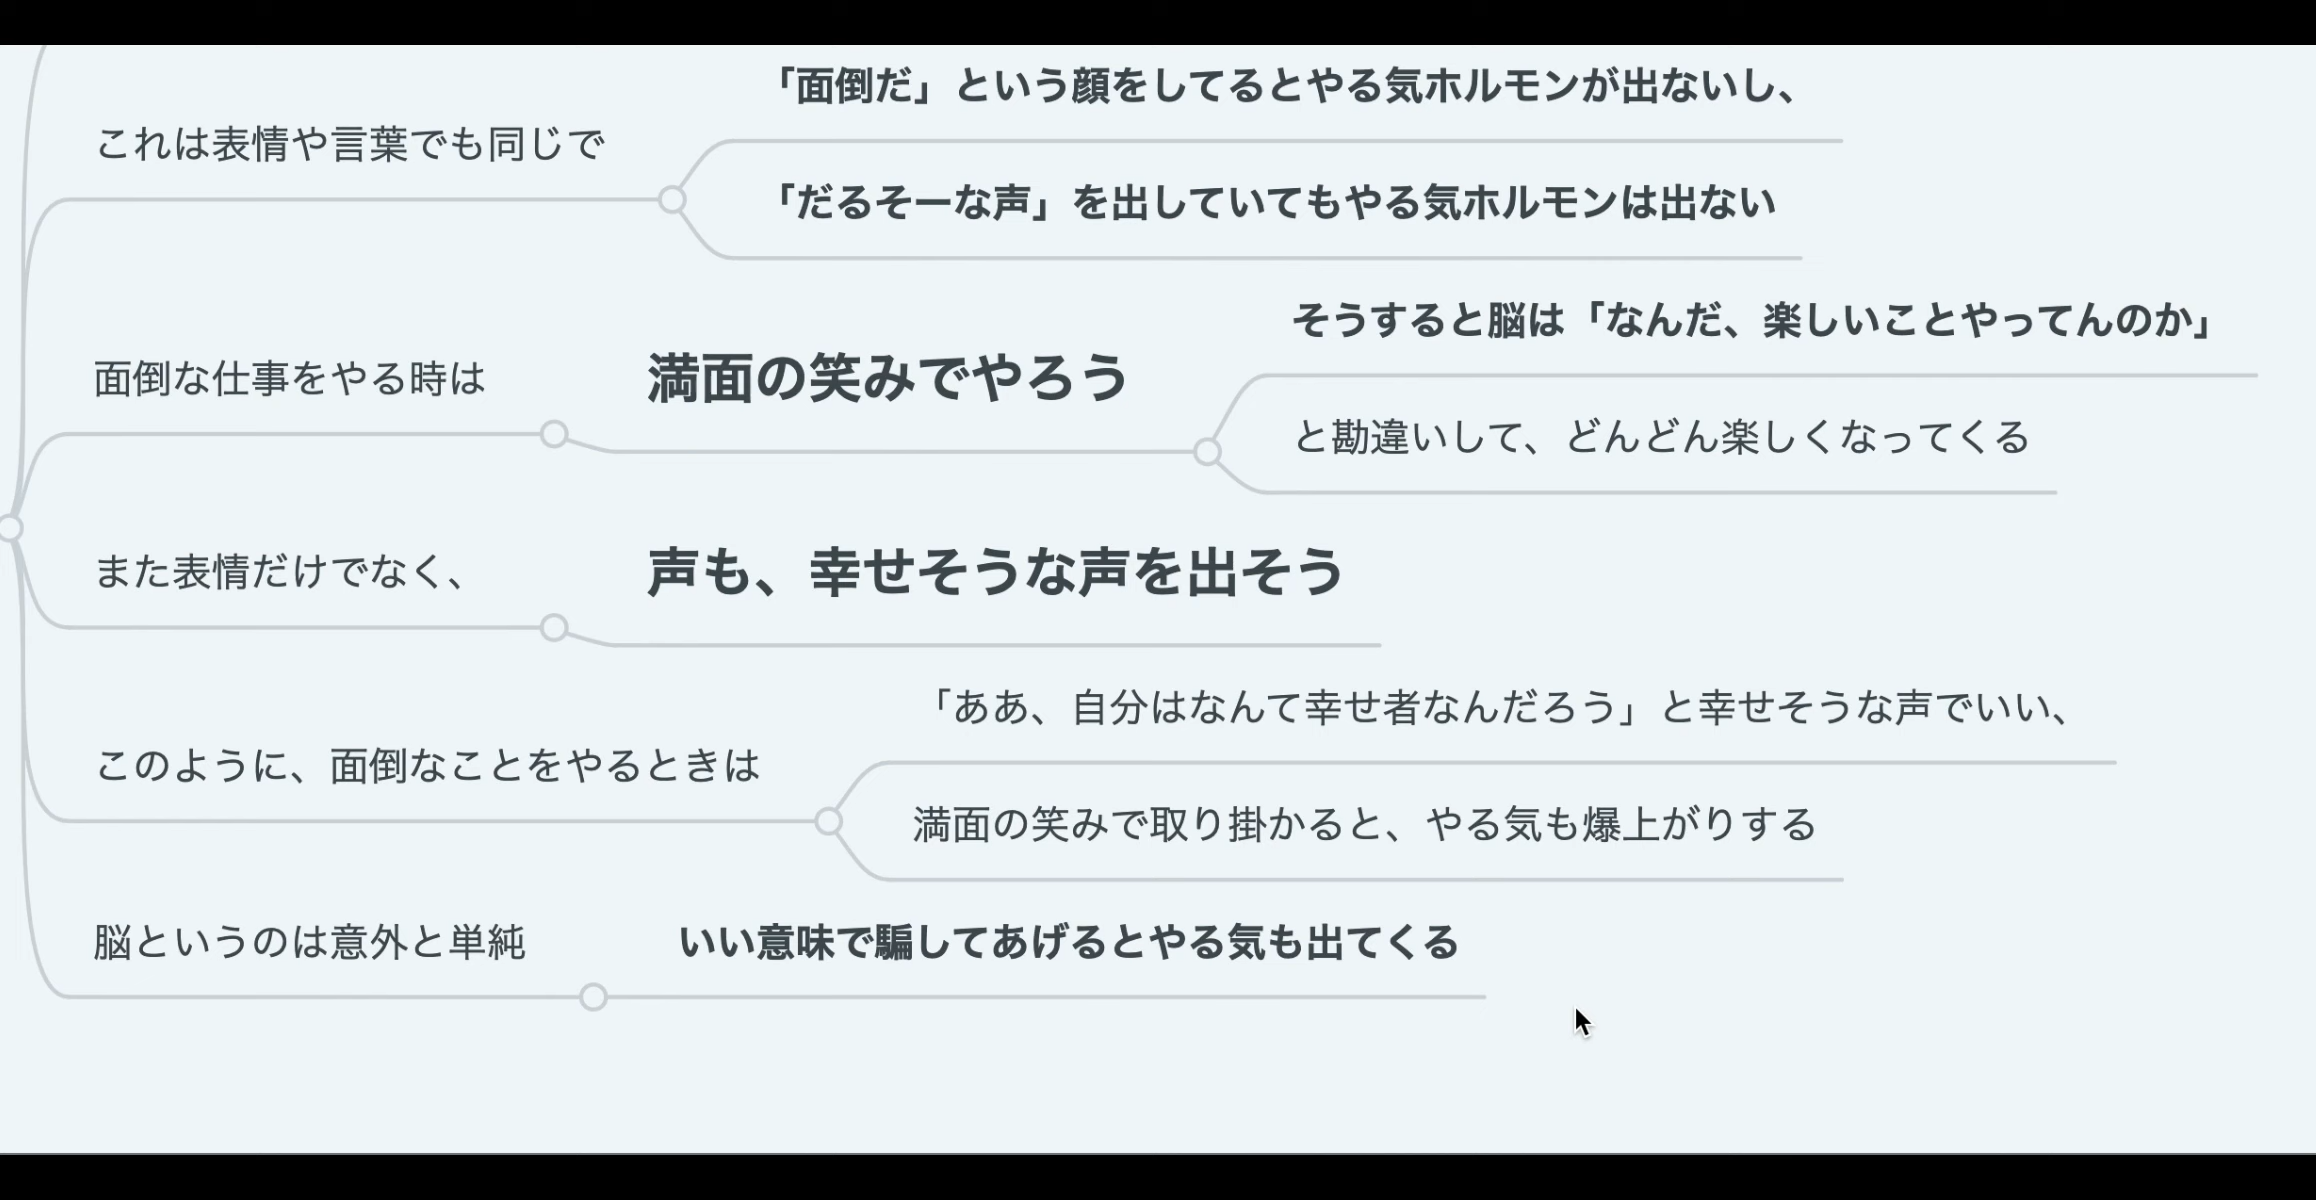 これは表情や言葉でも同じで
「面倒だ」という顔をしてるとやる気ホルモンが出ないし、
「だるそーな声」を出していてもやる気ホルモンは出ない
面倒な仕事をやる時は
満面の笑みでやろう
そうすると脳は「なんだ、楽しいことやってんのか」
と勘違いして、どんどん楽しくなってくる
また表情だけでなく、
声も、幸せそうな声を出そう
このように、面倒なことをやるときは
「ああ、自分はなんて幸せ者なんだろう」と幸せそうな声でいい、
満面の笑みで取り掛かると、やる気も爆上がりする
脳というのは意外と単純
いい意味で騙してあげるとやる気も出てくる